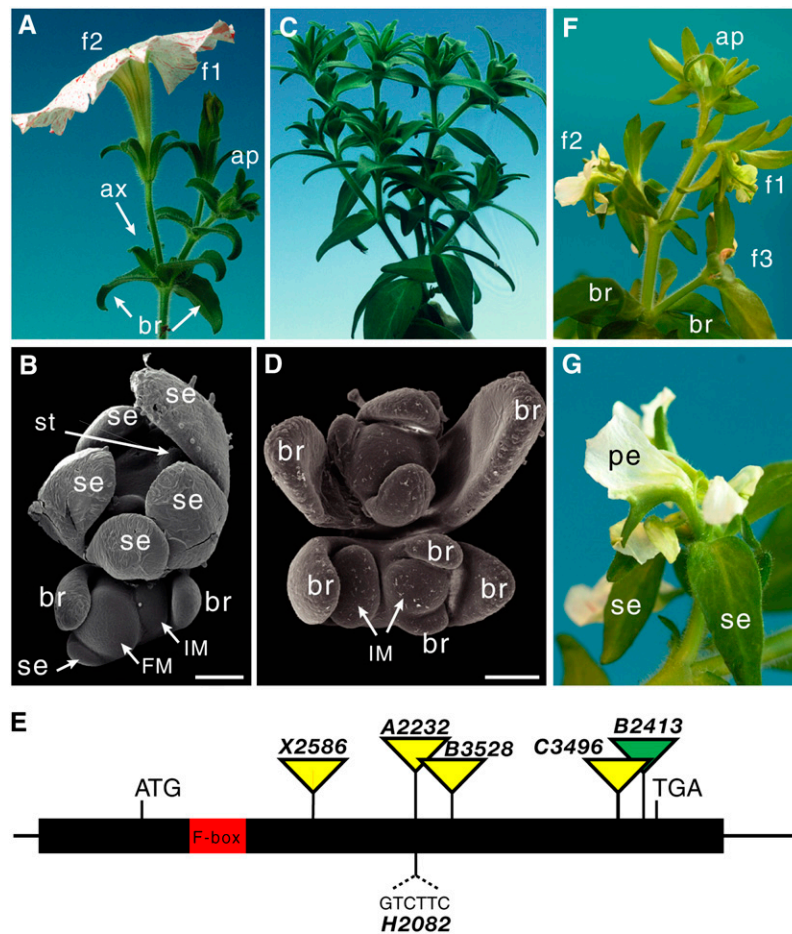 A
f2
f1
ap
ax
br
C
F
ap
f2
f1
f3
br
br
B
se
se
st
se
se
se
br
br
IM
se
FM
D
br
br
br
br
br
IM
br
G
pe
se
se
E
X2586
A2232
B3528
C3496
B2413
ATG
TGA
F-box
GTCTTC
H2082